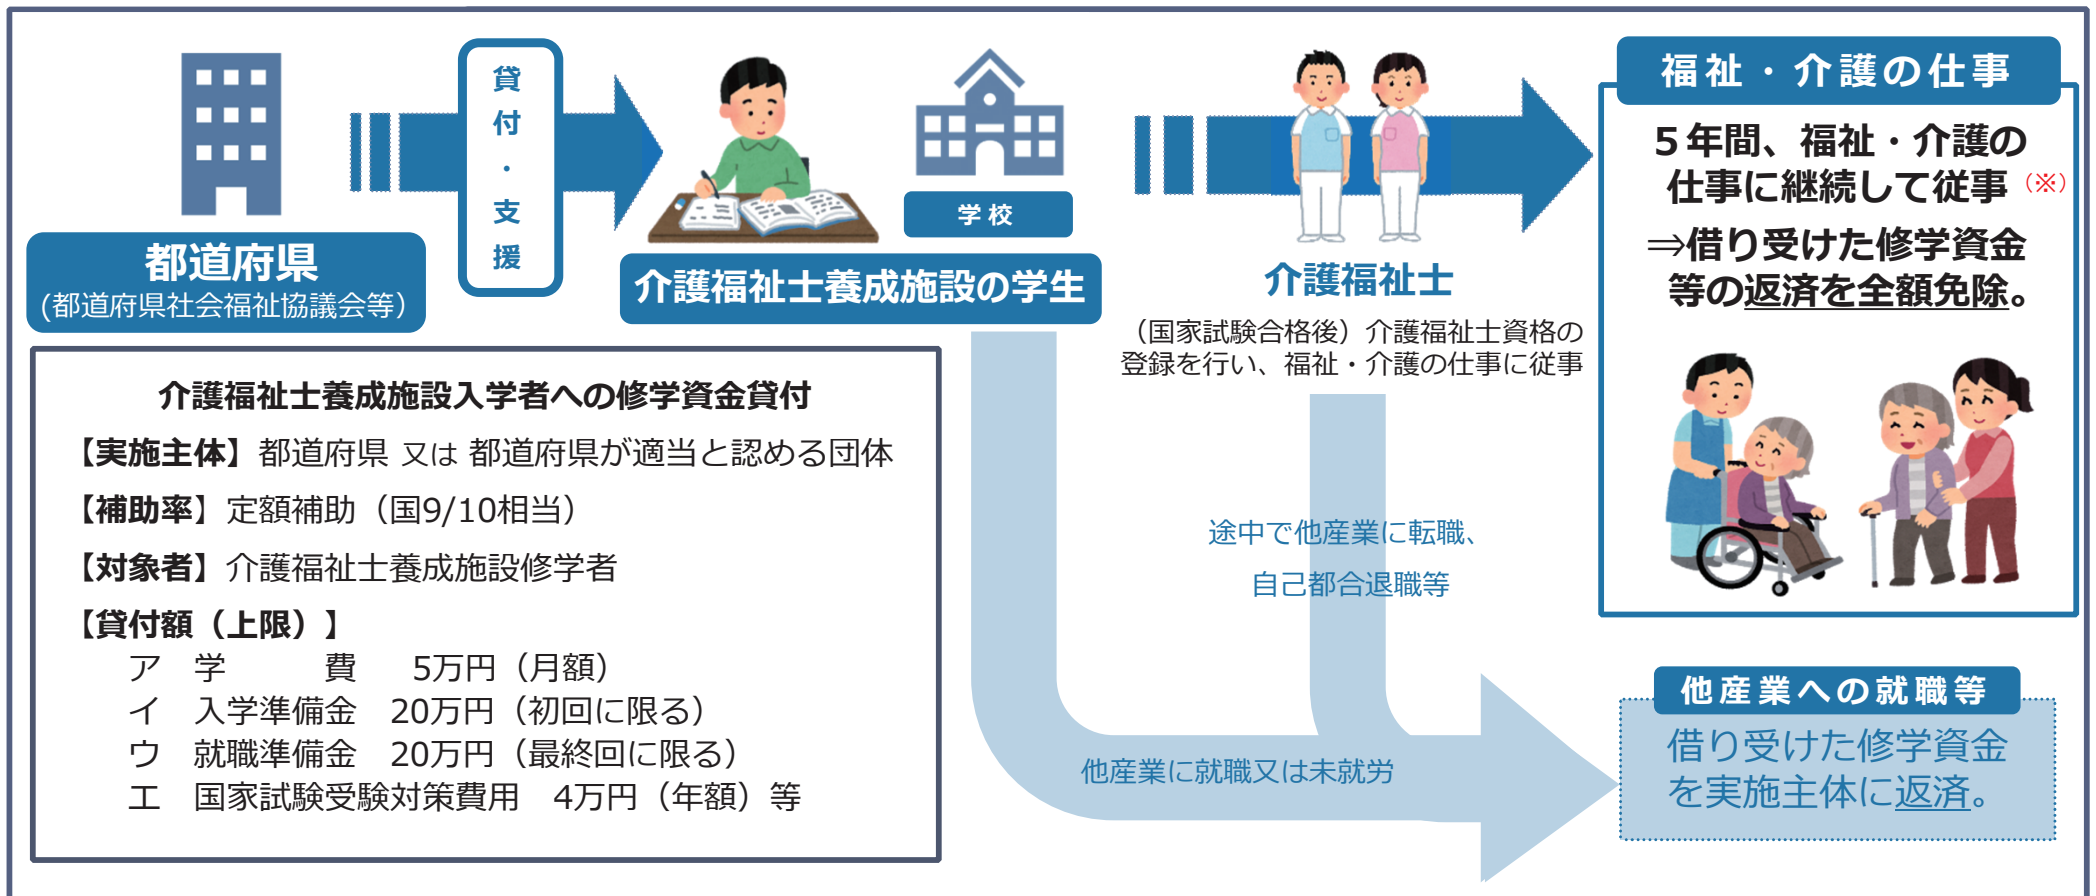 都道府県
(都道府県社会福祉協議会等)
貸付・支援
学校
介護福祉士養成施設の学生
介護福祉士
（国家試験合格後）介護福祉士資格の
登録を行い、福祉・介護の仕事に従事
福祉・介護の仕事
５年間、福祉・介護の
仕事に継続して従事（※）
⇒借り受けた修学資金
等の返済を全額免除。
介護福祉士養成施設入学者への修学資金貸付
【実施主体】都道府県 又は 都道府県が適当と認める団体
【補助率】定額補助（国9/10相当）
【対象者】介護福祉士養成施設修学者
【貸付額（上限）】
ア　学　　　費　5万円（月額）
イ　入学準備金　20万円（初回に限る）
ウ　就職準備金　20万円（最終回に限る）
エ　国家試験受験対策費用　4万円（年額）等
途中で他産業に転職、
自己都合退職等
他産業に就職又は未就労
他産業への就職等
借り受けた修学資金
を実施主体に返済。